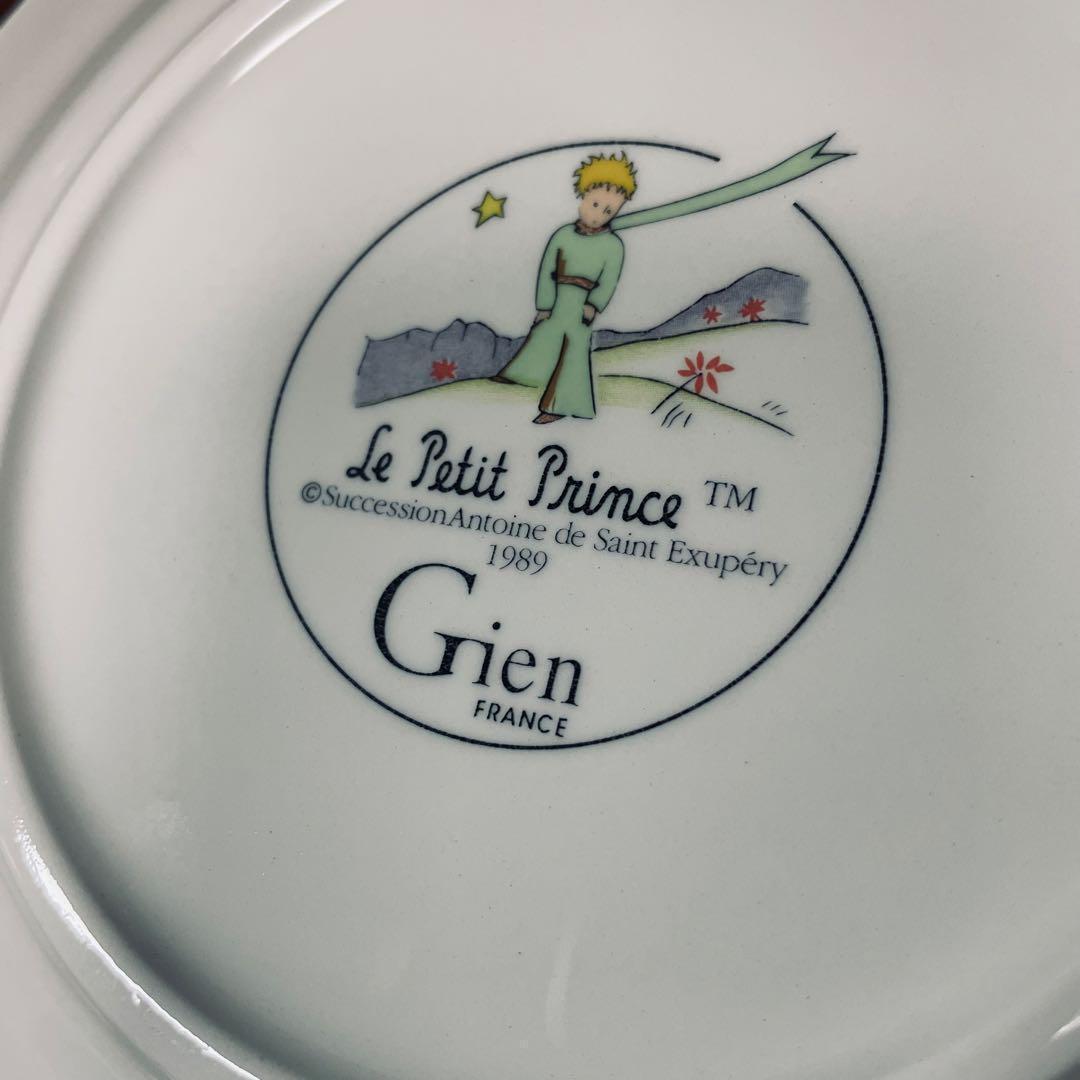 Le Petit Prince ™
©SuccessionAntoine de Saint Exupéry
1989
Gien
FRANCE